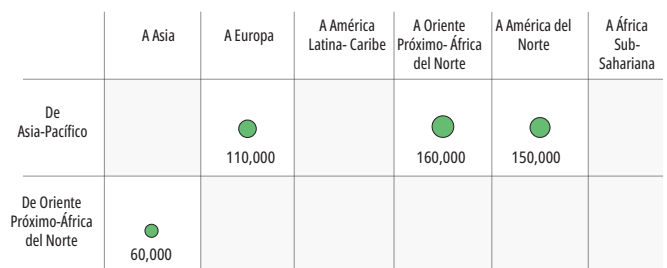 A Asia
A Europa
A América
Latina- Caribe
A Oriente
Próximo- África
del Norte
A América del
Norte
A África
Sub-
Sahariana
De
Asia-Pacífico
110,000
160,000
150,000
De Oriente
Próximo-África
del Norte
60,000